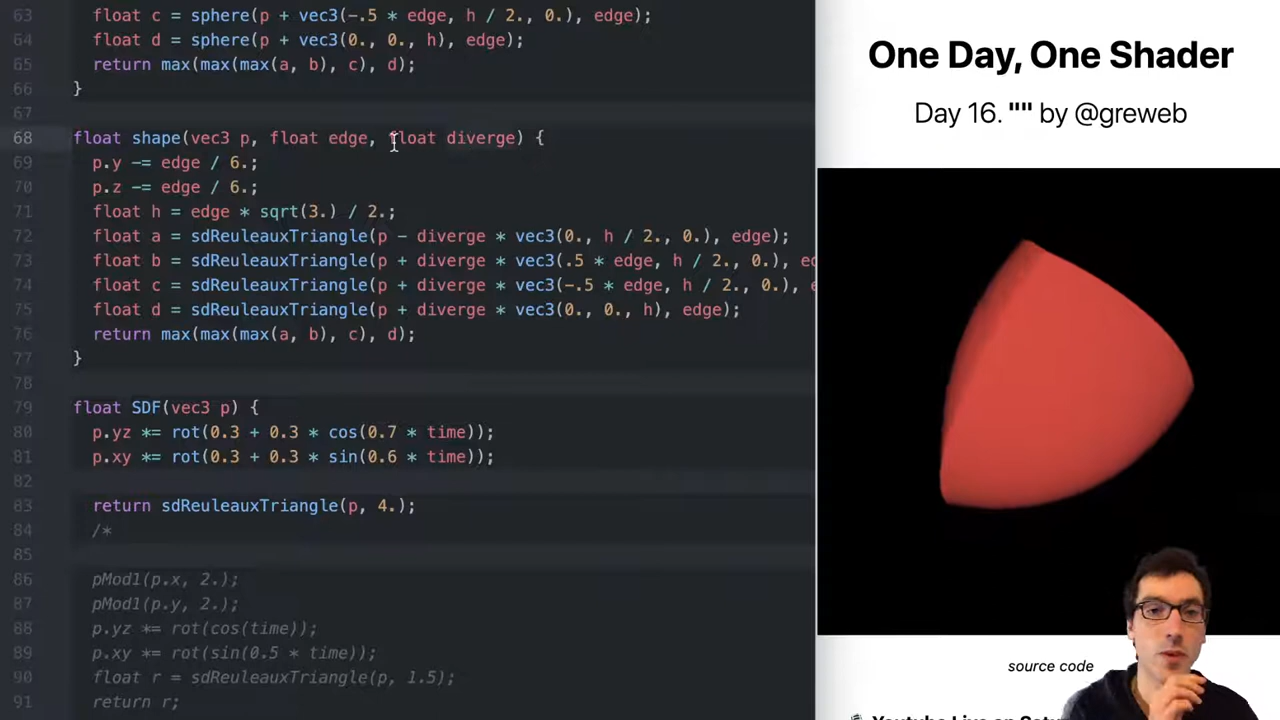 63 float c = sphere(p + vec3(-.5 * edge, h / 2., 0.), edge);
64 float d = sphere(p + vec3(0., 0., h), edge);
65 return max(max(max(a, b), c), d);
66 }
67
68 float shape(vec3 p, float edge, float diverge) {
69 p.y -= edge / 6.;
70 p.z -= edge / 6.;
71 float h = edge * sqrt(3.) / 2.;
72 float a = sdReuleauxTriangle(p - diverge * vec3(0., h / 2., 0.), edge);
73 float b = sdReuleauxTriangle(p + diverge * vec3(.5 * edge, h / 2., 0.), ed
74 float c = sdReuleauxTriangle(p + diverge * vec3(-.5 * edge, h / 2., 0.), e
75 float d = sdReuleauxTriangle(p + diverge * vec3(0., 0., h), edge);
76 return max(max(max(a, b), c), d);
77 }
78
79 float SDF(vec3 p) {
80 p.yz *= rot(0.3 + 0.3 * cos(0.7 * time));
81 p.xy *= rot(0.3 + 0.3 * sin(0.6 * time));
82
83 return sdReuleauxTriangle(p, 4.);
84 /*
85
86 pMod1(p.x, 2.);
87 pMod1(p.y, 2.);
88 p.yz *= rot(cos(time));
89 p.xy *= rot(sin(0.5 * time));
90 float r = sdReuleauxTriangle(p, 1.5);
91 return r;
One Day, One Shader
Day 16. "" by @greweb
source code